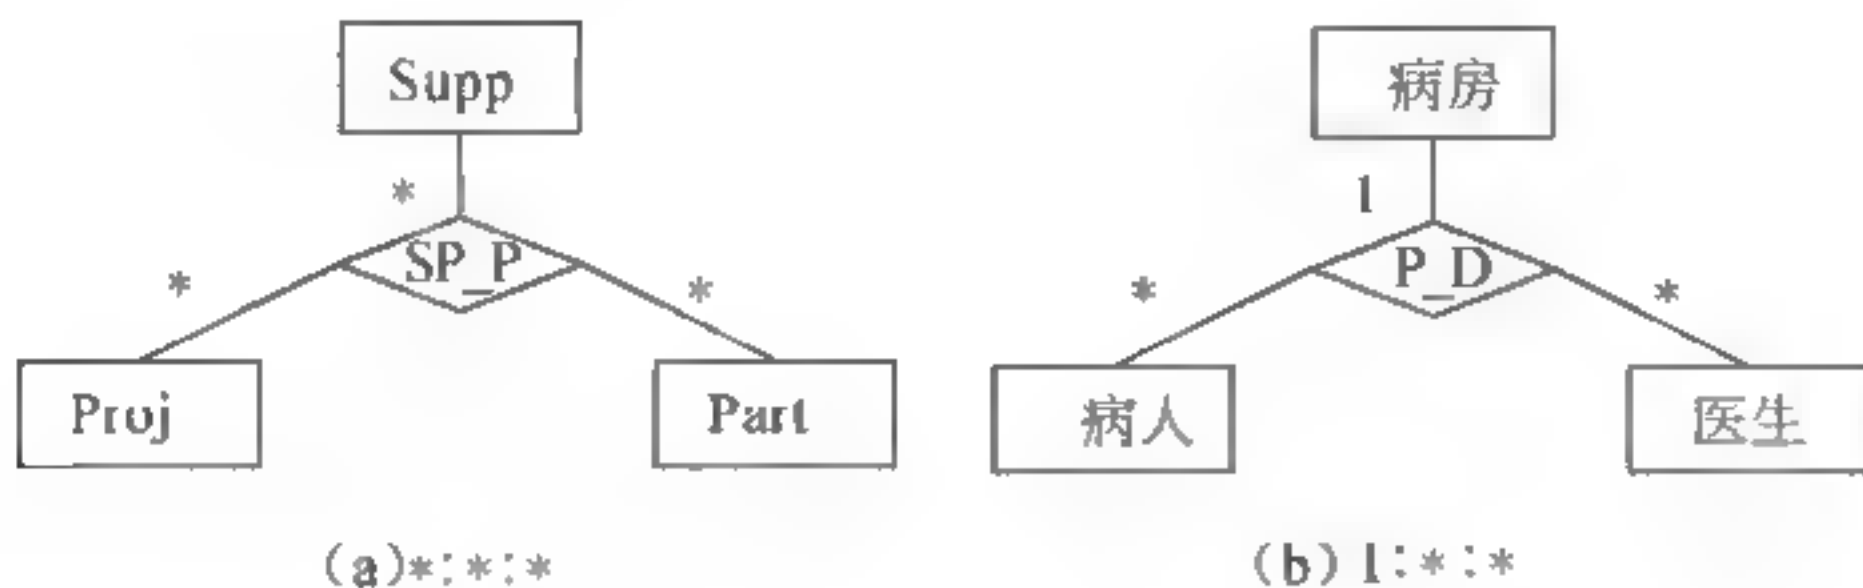 Supp
病房
*
1
SP_P
P_D
*
*
*
*
Proj
Part
病人
医生
(a)*:*:*
(b) 1:*:*